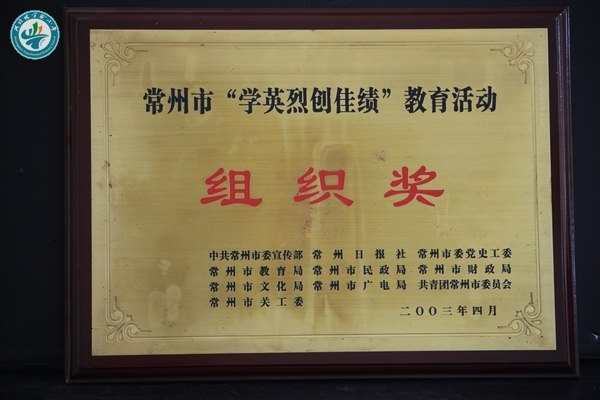 常州市“学英烈创佳绩”教育活动
组织奖
中共常州市委宣传部 常州日报社 常州市委党史工委
常州市教育局 常州市民政局 常州市财政局
常州市文化局 常州市广电局 共青团常州市委员会
常州市关工委
二〇〇三年四月